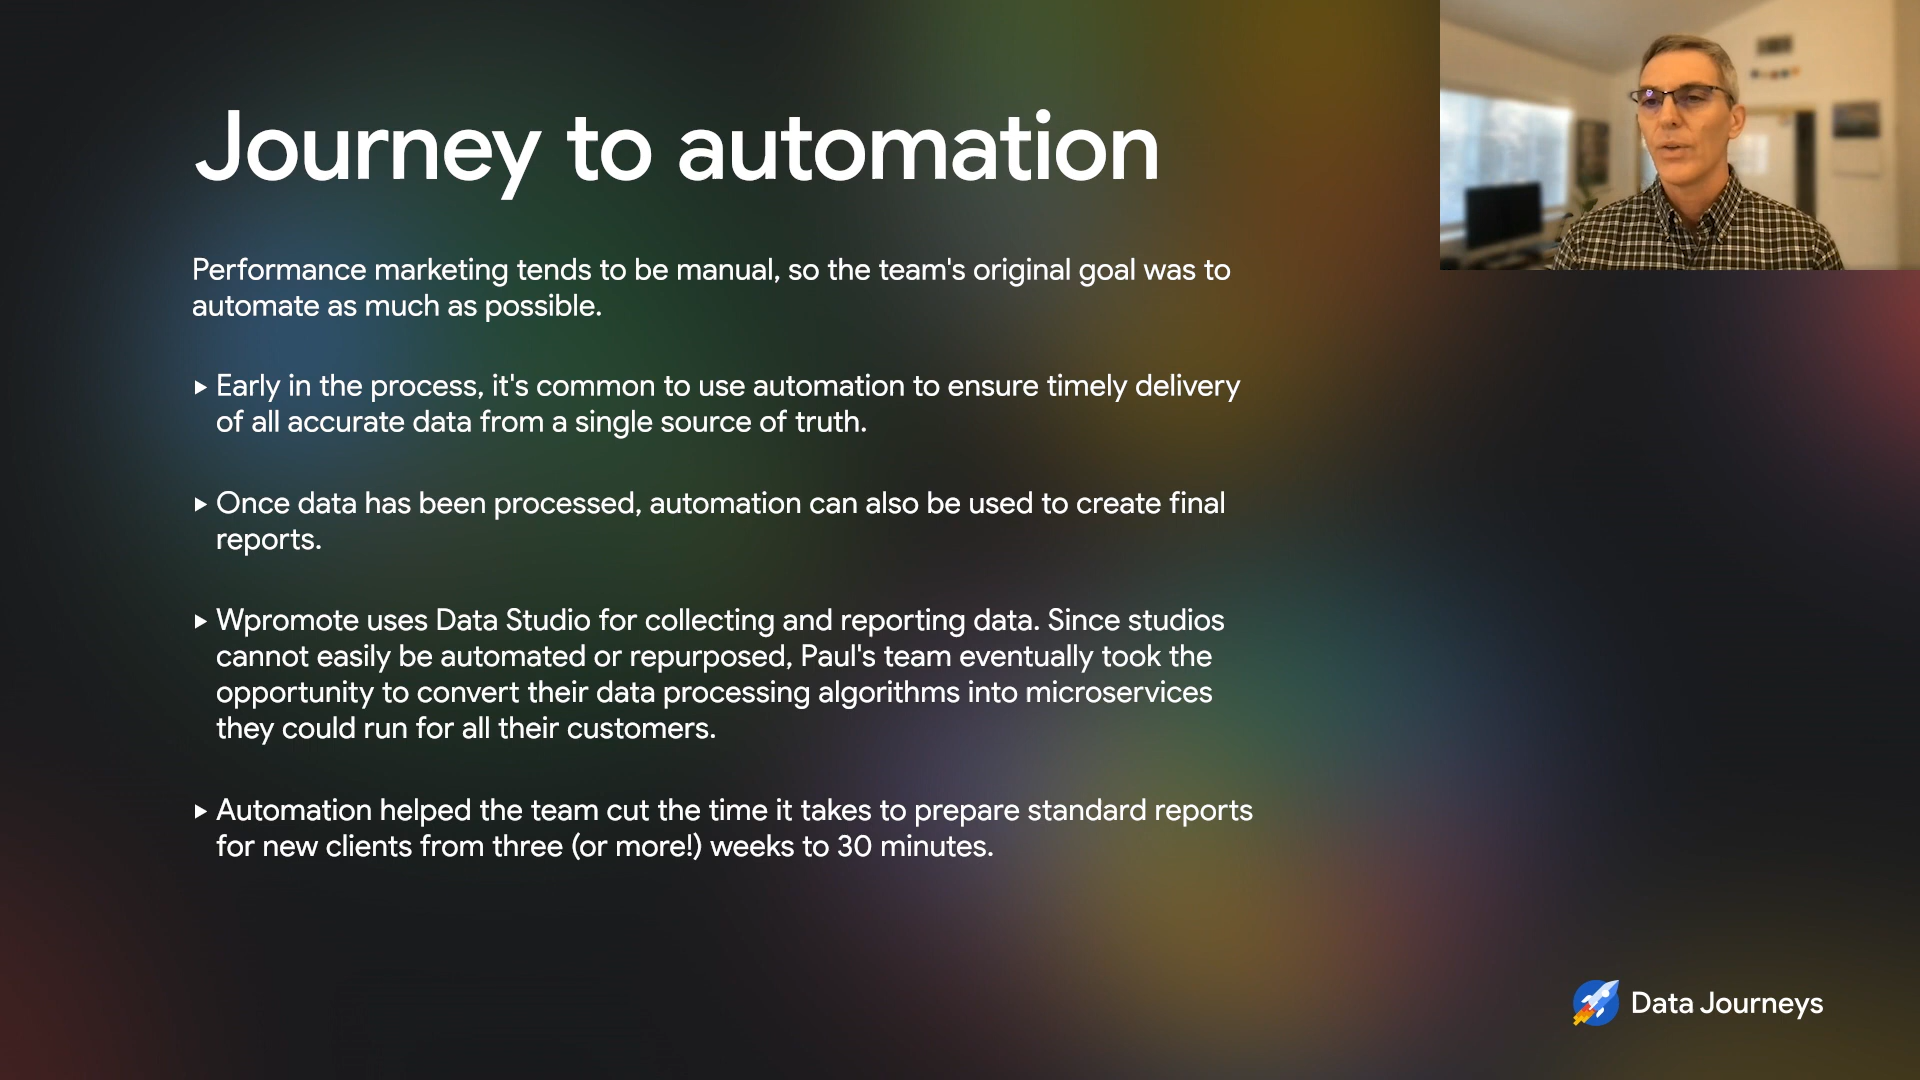 Journey to automation
Performance marketing tends to be manual, so the team's original goal was to
automate as much as possible.
▸ Early in the process, it's common to use automation to ensure timely delivery
of all accurate data from a single source of truth.
▸ Once data has been processed, automation can also be used to create final
reports.
▸ Wpromote uses Data Studio for collecting and reporting data. Since studios
cannot easily be automated or repurposed, Paul's team eventually took the
opportunity to convert their data processing algorithms into microservices
they could run for all their customers.
▸ Automation helped the team cut the time it takes to prepare standard reports
for new clients from three (or more!) weeks to 30 minutes.
Data Journeys